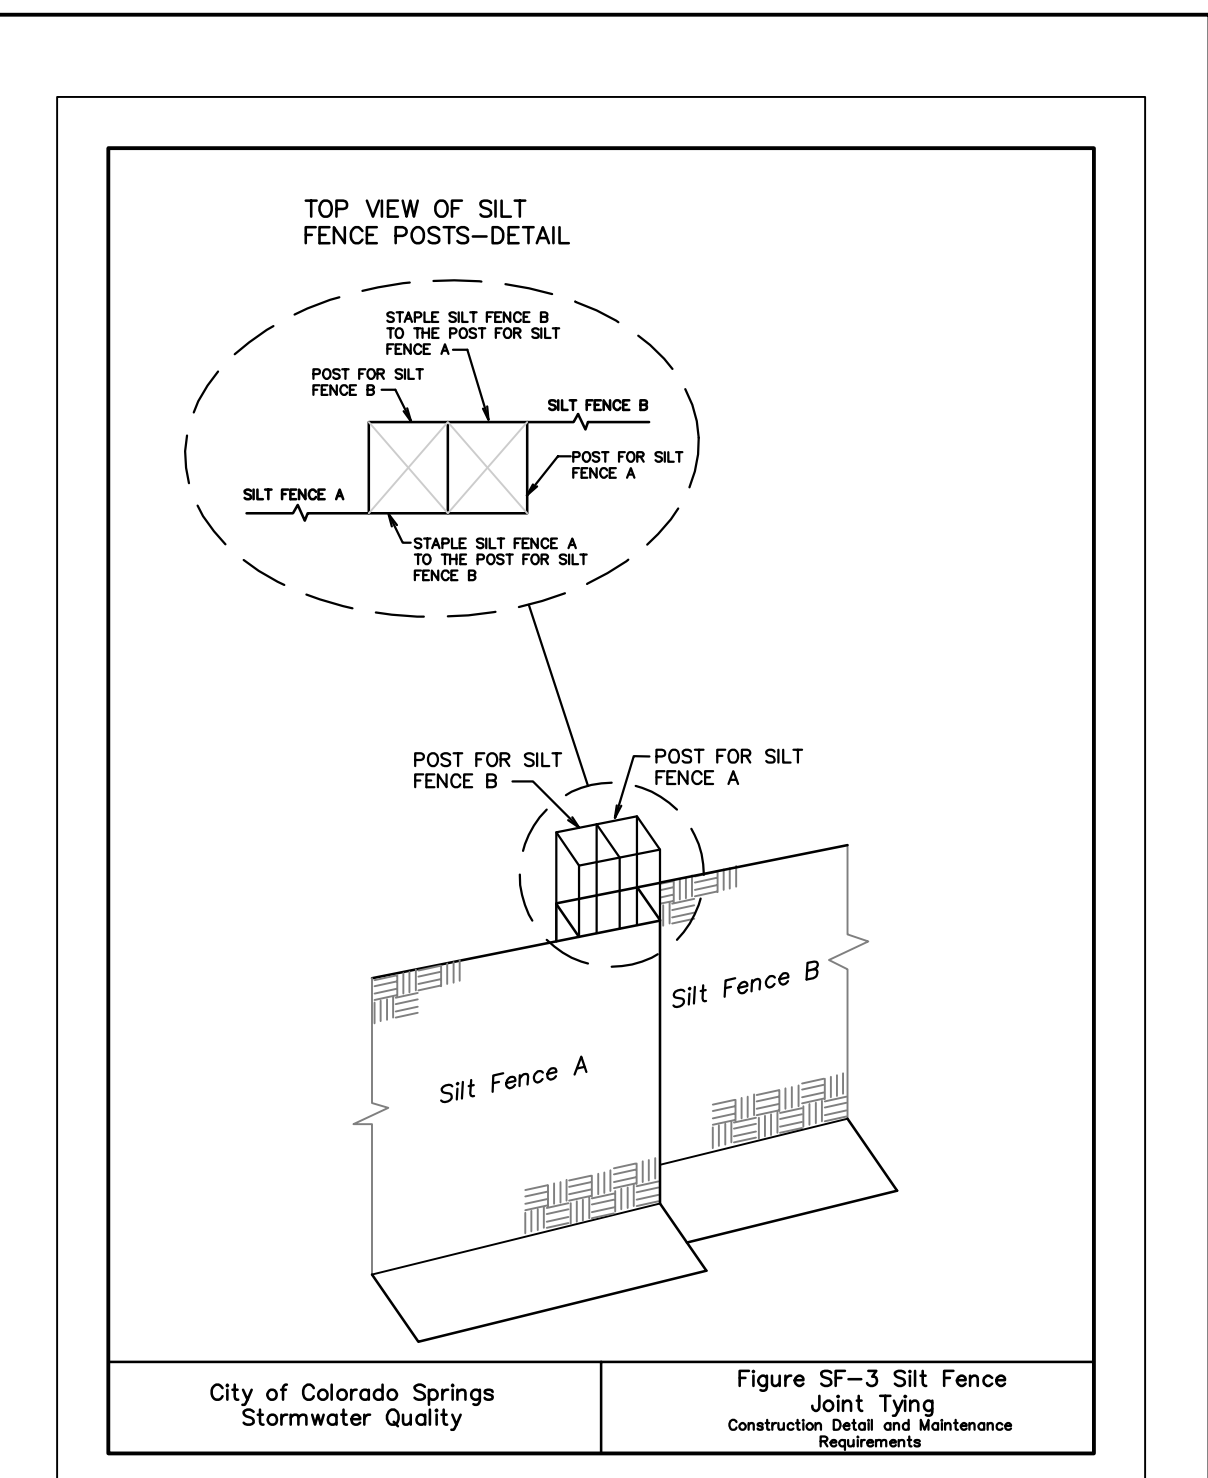 TOP VIEW OF SILT
FENCE POSTS-DETAIL
STAPLE SILT FENCE B
TO THE POST FOR SILT
FENCE A
POST FOR SILT
FENCE B
SILT FENCE B
POST FOR SILT
FENCE A
SILT FENCE A
STAPLE SILT FENCE A
TO THE POST FOR SILT
FENCE B
POST FOR SILT
FENCE B
POST FOR SILT
FENCE A
Silt Fence B
Silt Fence A
City of Colorado Springs
Stormwater Quality
Figure SF-3 Silt Fence
Joint Tying
Construction Detail and Maintenance
Requirements